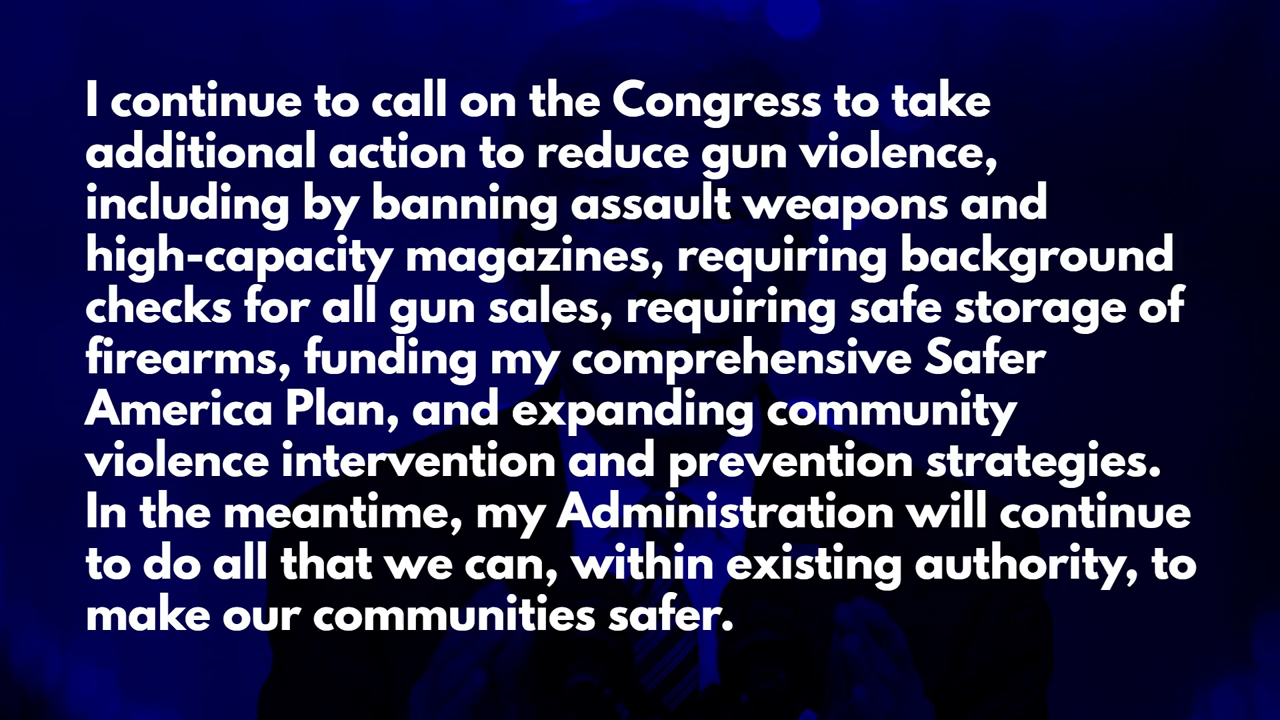 I continue to call on the Congress to take
additional action to reduce gun violence,
including by banning assault weapons and
high-capacity magazines, requiring background
checks for all gun sales, requiring safe storage of
firearms, funding my comprehensive Safer
America Plan, and expanding community
violence intervention and prevention strategies.
In the meantime, my Administration will continue
to do all that we can, within existing authority, to
make our communities safer.